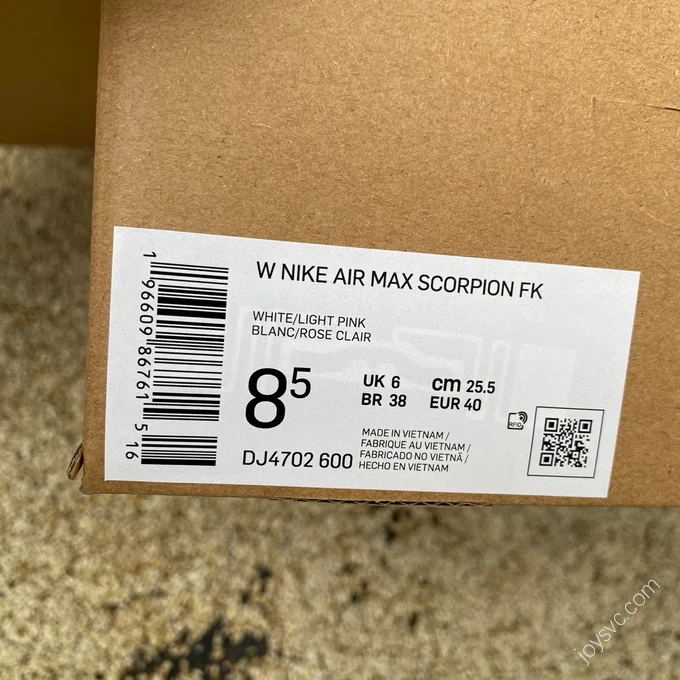 W NIKE AIR MAX SCORPION FK
WHITE/LIGHT PINK
BLANC/ROSE CLAIR
8⁵
UK 6 cm 25.5
BR 38 EUR 40
DJ4702 600
MADE IN VIETNAM /
FABRIQUE AU VIETNAM /
FABRICADO NO VIETNÃ /
HECHO EN VIETNAM
RFID
1 96609 86761 5 16
joysvc.com